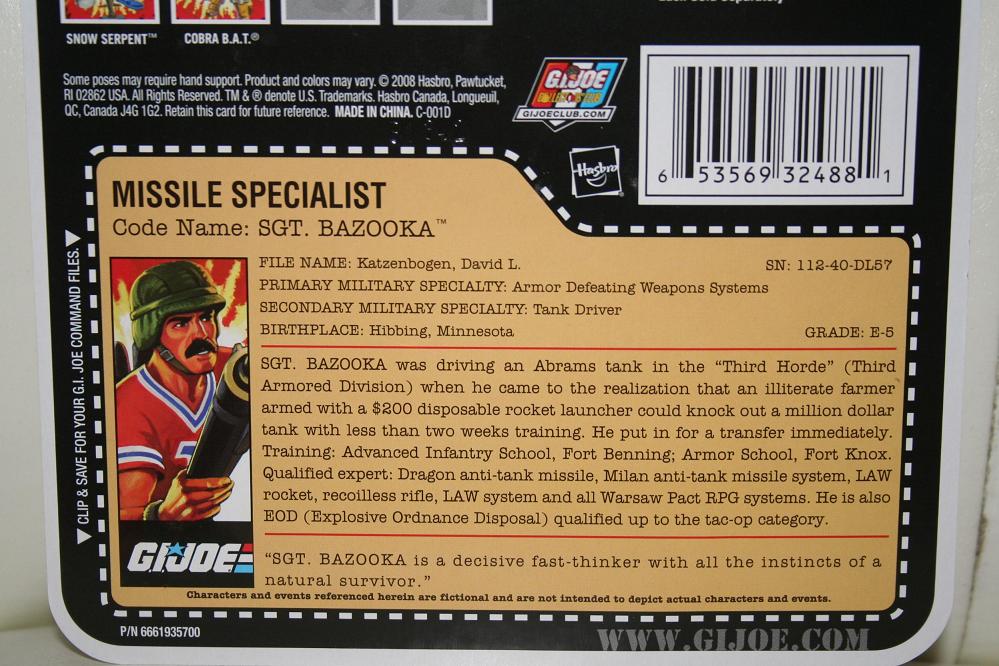 SNOW SERPENT™ COBRA B.A.T.®
Some poses may require hand support. Product and colors may vary. © 2008 Hasbro, Pawtucket,
RI 02862 USA. All Rights Reserved. TM & ® denote U.S. Trademarks. Hasbro Canada, Longueuil,
QC, Canada J4G 1G2. Retain this card for future reference. MADE IN CHINA. C-001D
G.I. JOE
COLLECTORS' CLUB
GIJOECLUB.COM
Hasbro
6 53569 32488 1
MISSILE SPECIALIST
Code Name: SGT. BAZOOKA™
FILE NAME: Katzenbogen, David L. SN: 112-40-DL57
PRIMARY MILITARY SPECIALTY: Armor Defeating Weapons Systems
SECONDARY MILITARY SPECIALTY: Tank Driver
BIRTHPLACE: Hibbing, Minnesota GRADE: E-5
SGT. BAZOOKA was driving an Abrams tank in the “Third Horde” (Third
Armored Division) when he came to the realization that an illiterate farmer
armed with a $200 disposable rocket launcher could knock out a million dollar
tank with less than two weeks training. He put in for a transfer immediately.
Training: Advanced Infantry School, Fort Benning; Armor School, Fort Knox.
Qualified expert: Dragon anti-tank missile, Milan anti-tank missile system, LAW
rocket, recoilless rifle, LAW system and all Warsaw Pact RPG systems. He is also
EOD (Explosive Ordnance Disposal) qualified up to the tac-op category.
“SGT. BAZOOKA is a decisive fast-thinker with all the instincts of a
natural survivor.”
Characters and events referenced herein are fictional and are not intended to depict actual characters and events.
G.I. JOE
CLIP & SAVE FOR YOUR G.I. JOE COMMAND FILES.
P/N 6661935700
WWW.GIJOE.COM